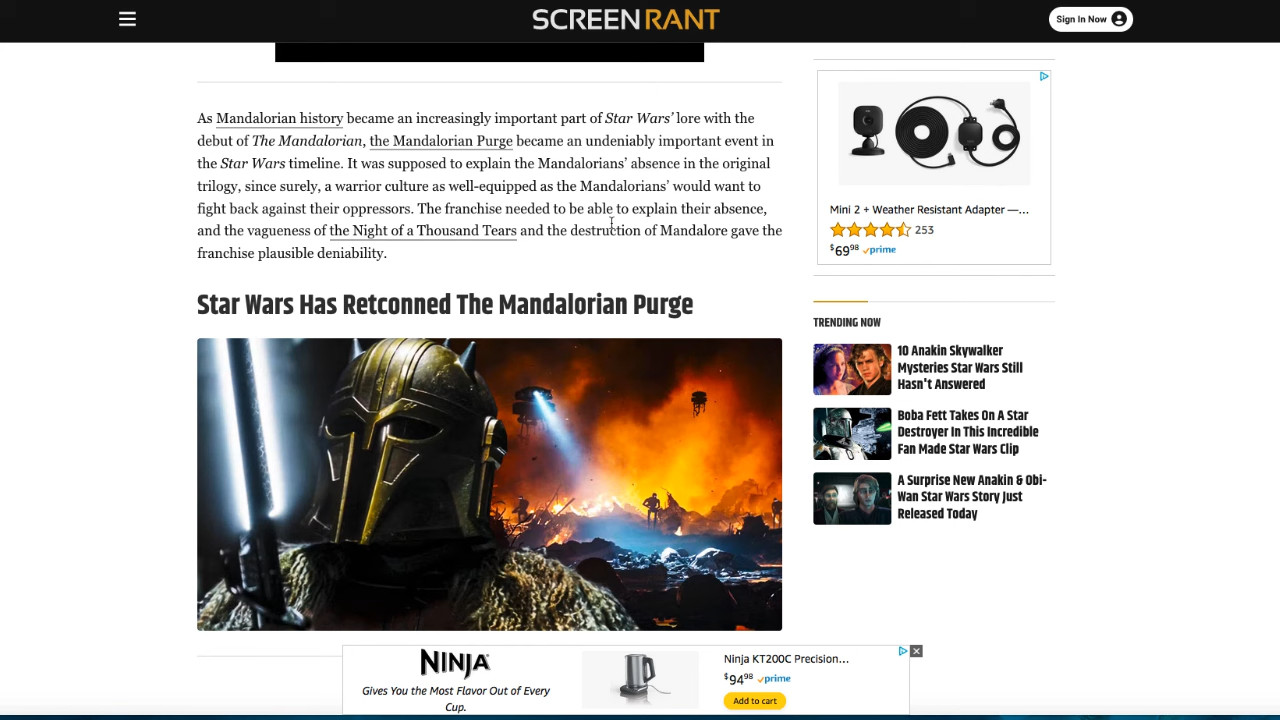 SCREENRANT
Sign In Now
As Mandalorian history became an increasingly important part of Star Wars' lore with the
debut of The Mandalorian, the Mandalorian Purge became an undeniably important event in
the Star Wars timeline. It was supposed to explain the Mandalorians' absence in the original
trilogy, since surely, a warrior culture as well-equipped as the Mandalorians' would want to
fight back against their oppressors. The franchise needed to be able to explain their absence,
and the vagueness of the Night of a Thousand Tears and the destruction of Mandalore gave the
franchise plausible deniability.
Star Wars Has Retconned The Mandalorian Purge
Mini 2 + Weather Resistant Adapter —...
253
$69.98 prime
TRENDING NOW
10 Anakin Skywalker
Mysteries Star Wars Still
Hasn't Answered
Boba Fett Takes On A Star
Destroyer In This Incredible
Fan Made Star Wars Clip
A Surprise New Anakin & Obi-
Wan Star Wars Story Just
Released Today
NINJA
Gives You the Most Flavor Out of Every
Cup.
Ninja KT200C Precision...
$94.98 prime
Add to cart